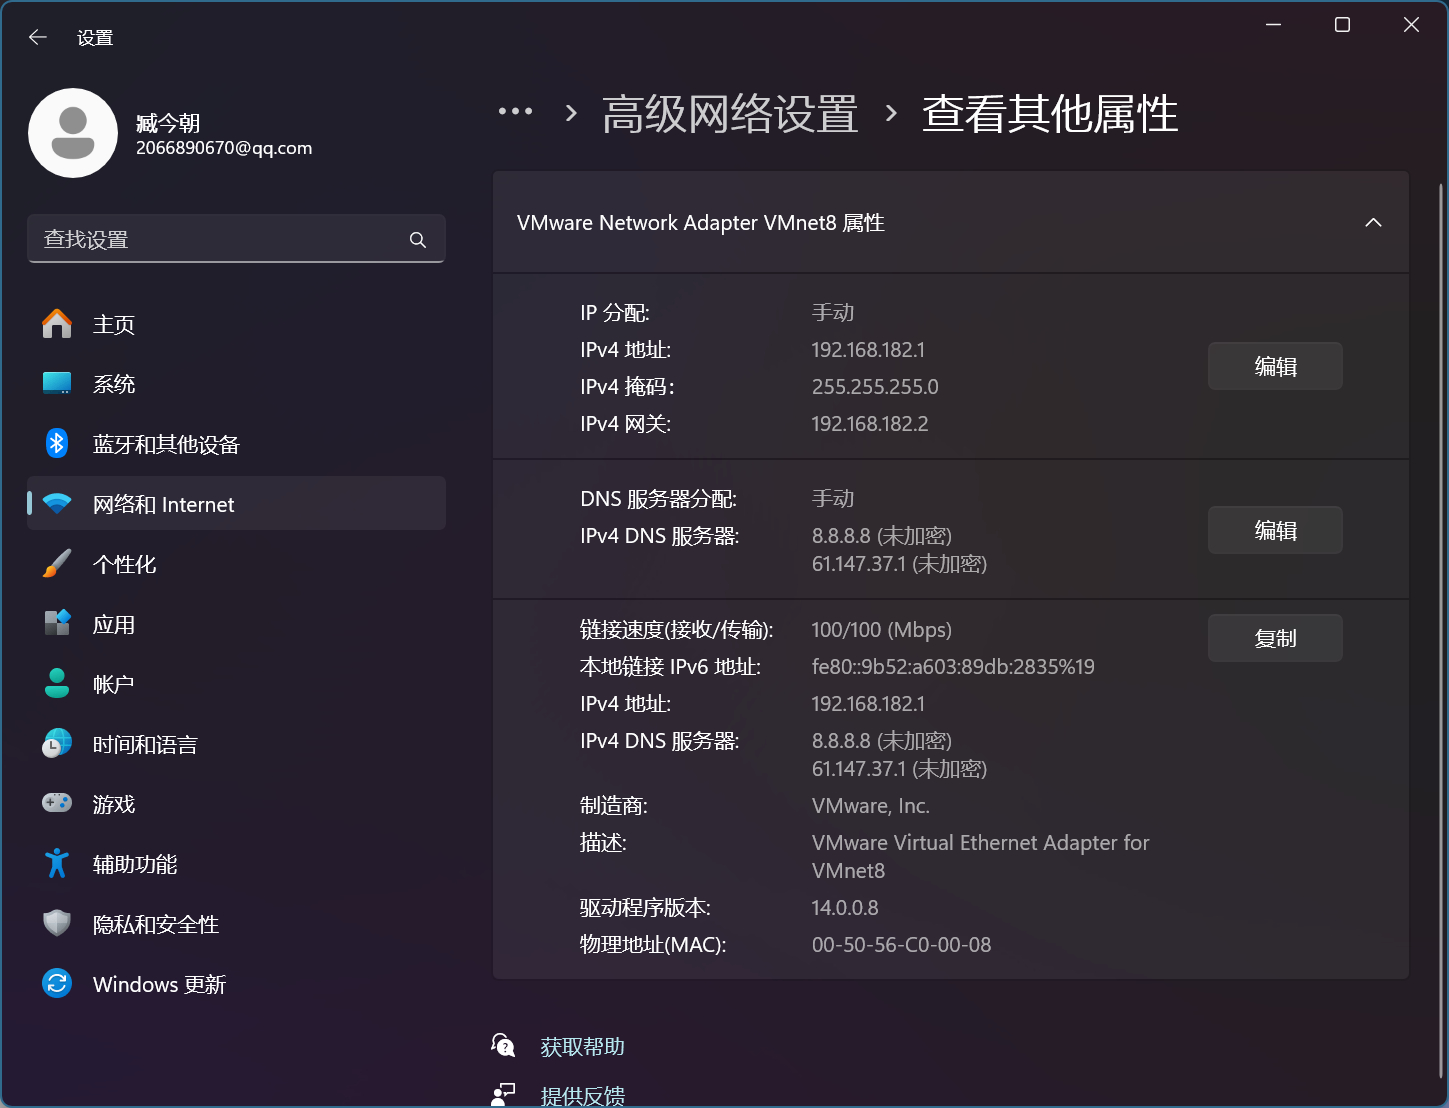 设置
臧今朝
2066890670@qq.com
查找设置
主页
系统
蓝牙和其他设备
网络和 Internet
个性化
应用
帐户
时间和语言
游戏
辅助功能
隐私和安全性
Windows 更新
… › 高级网络设置 › 查看其他属性
VMware Network Adapter VMnet8 属性
IP 分配: 手动
IPv4 地址: 192.168.182.1
IPv4 掩码: 255.255.255.0
IPv4 网关: 192.168.182.2
编辑
DNS 服务器分配: 手动
IPv4 DNS 服务器: 8.8.8.8 (未加密)
61.147.37.1 (未加密)
编辑
链接速度(接收/传输): 100/100 (Mbps)
复制
本地链接 IPv6 地址: fe80::9b52:a603:89db:2835%19
IPv4 地址: 192.168.182.1
IPv4 DNS 服务器: 8.8.8.8 (未加密)
61.147.37.1 (未加密)
制造商: VMware, Inc.
描述: VMware Virtual Ethernet Adapter for
VMnet8
驱动程序版本: 14.0.0.8
物理地址(MAC): 00-50-56-C0-00-08
获取帮助
提供反馈